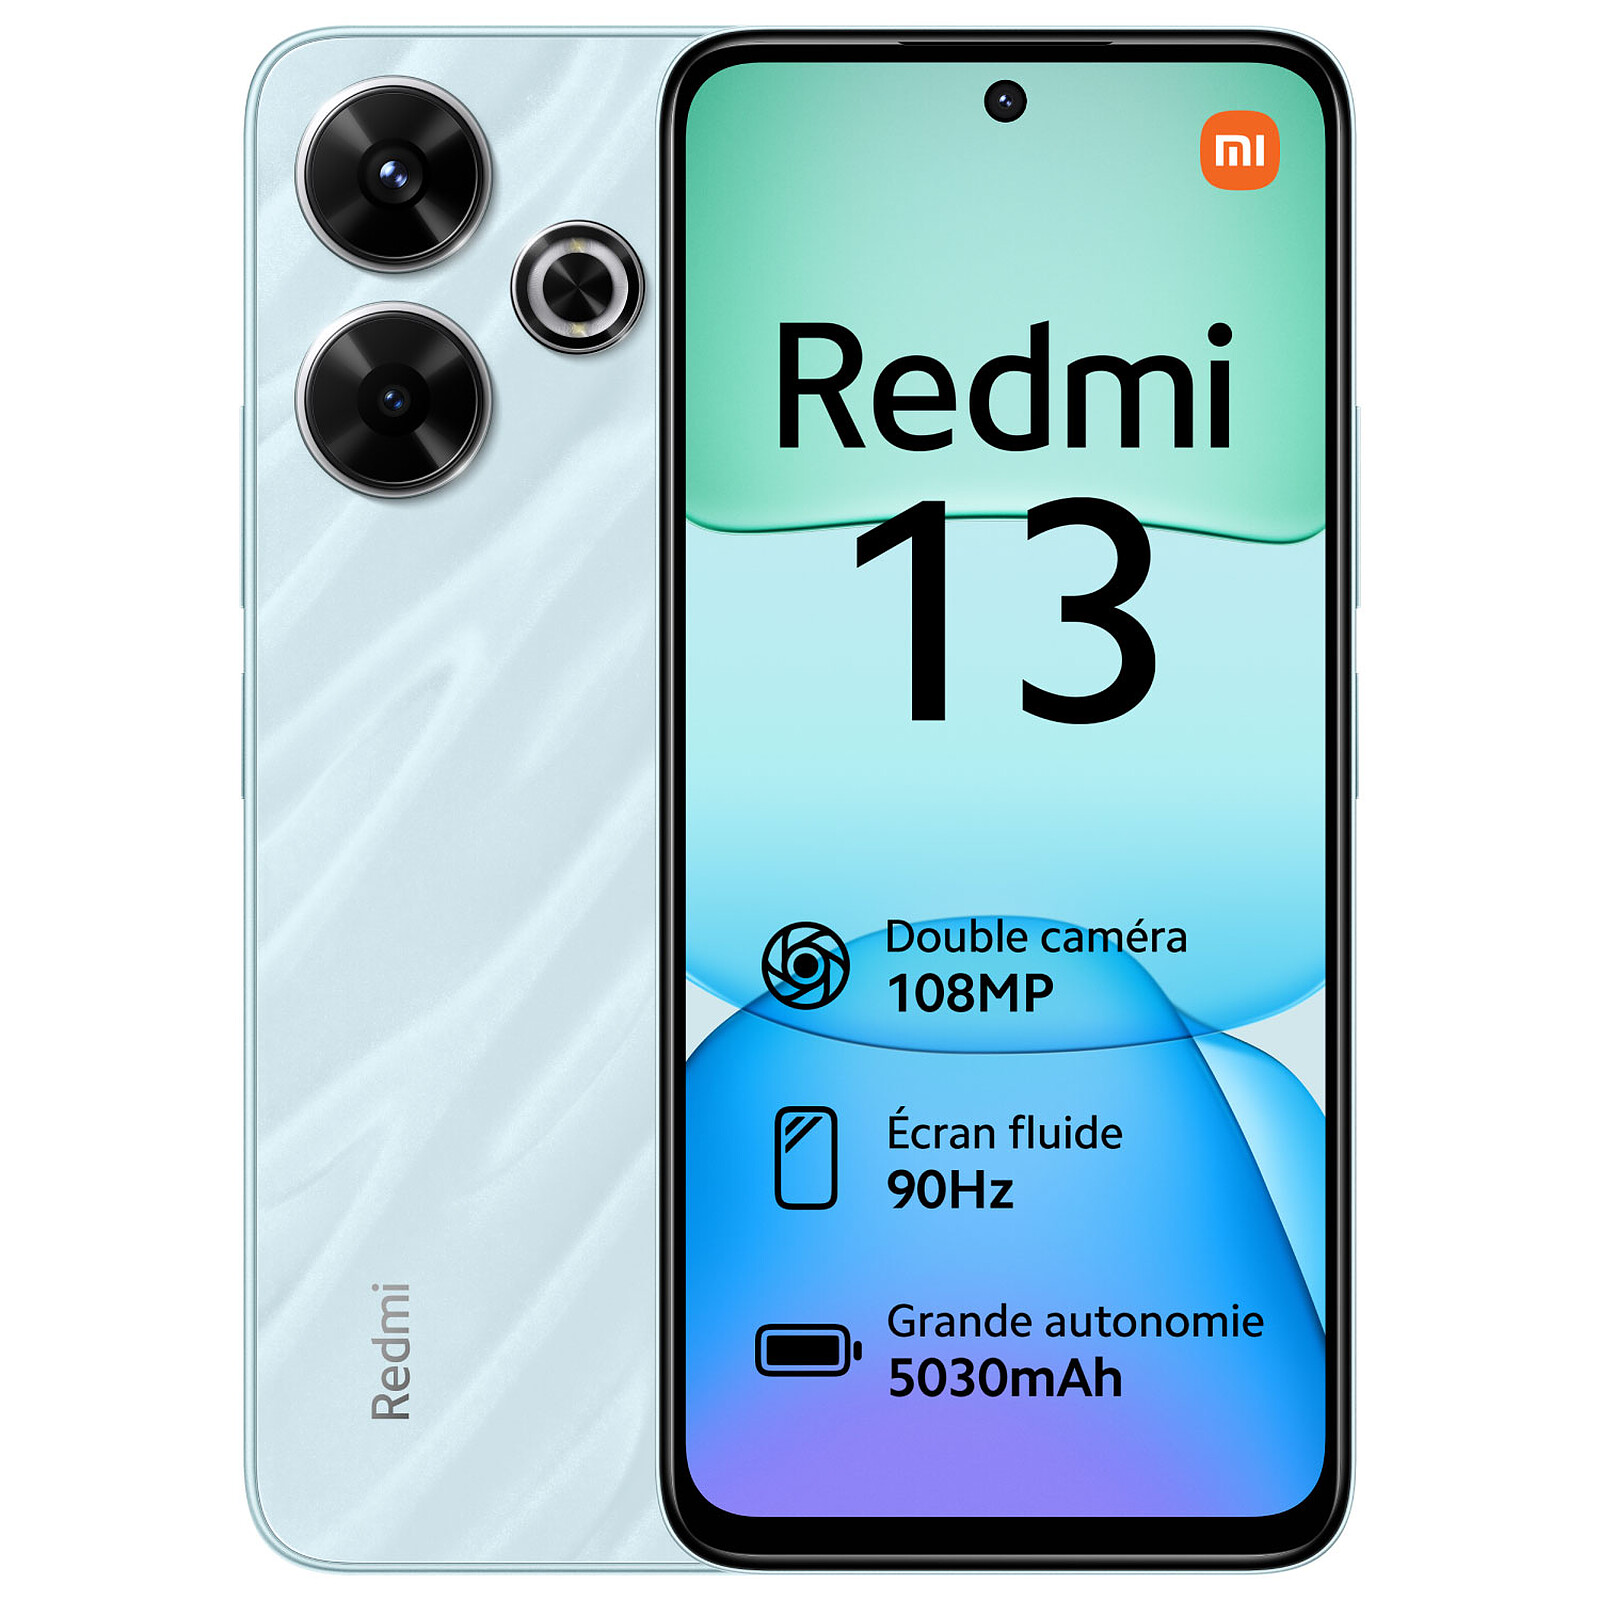 mi
Redmi
13
Double caméra
108MP
Écran fluide
90Hz
Grande autonomie
5030mAh
Redmi